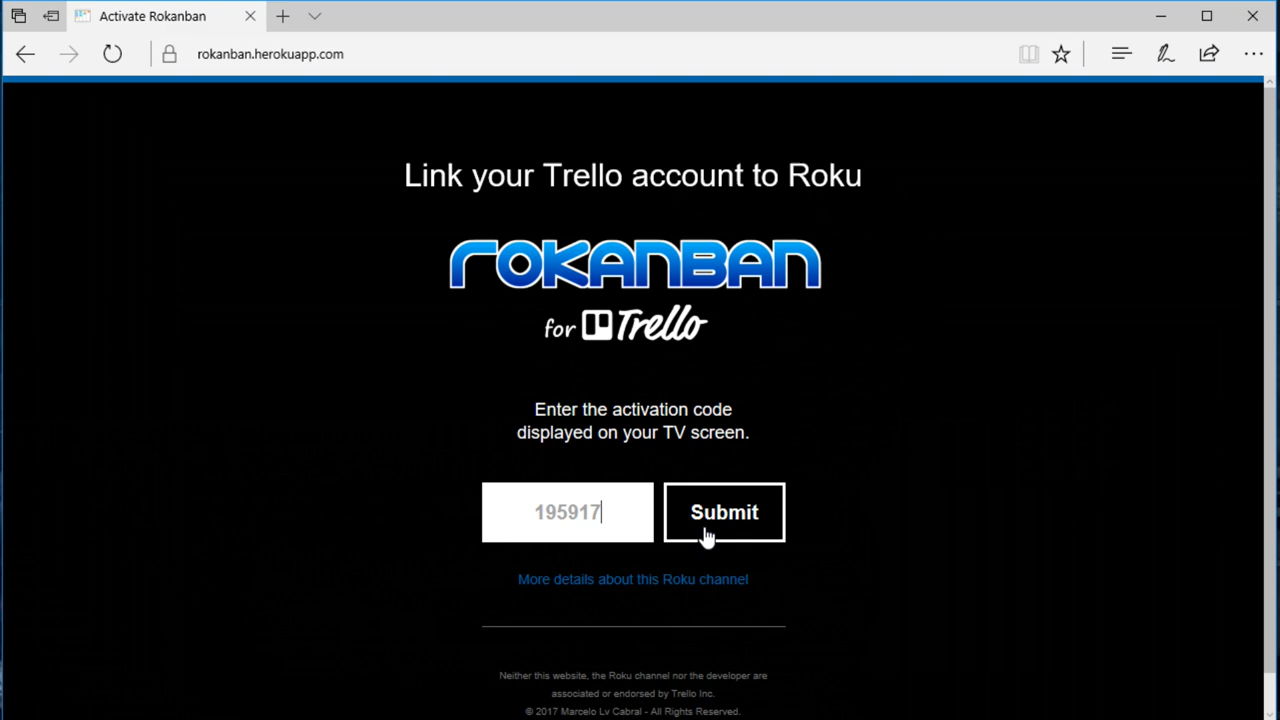 Activate Rokanban
rokanban.herokuapp.com
Link your Trello account to Roku
ROKANBAN
for Trello
Enter the activation code
displayed on your TV screen.
195917
Submit
More details about this Roku channel
Neither this website, the Roku channel nor the developer are
associated or endorsed by Trello Inc.
© 2017 Marcelo Lv Cabral - All Rights Reserved.